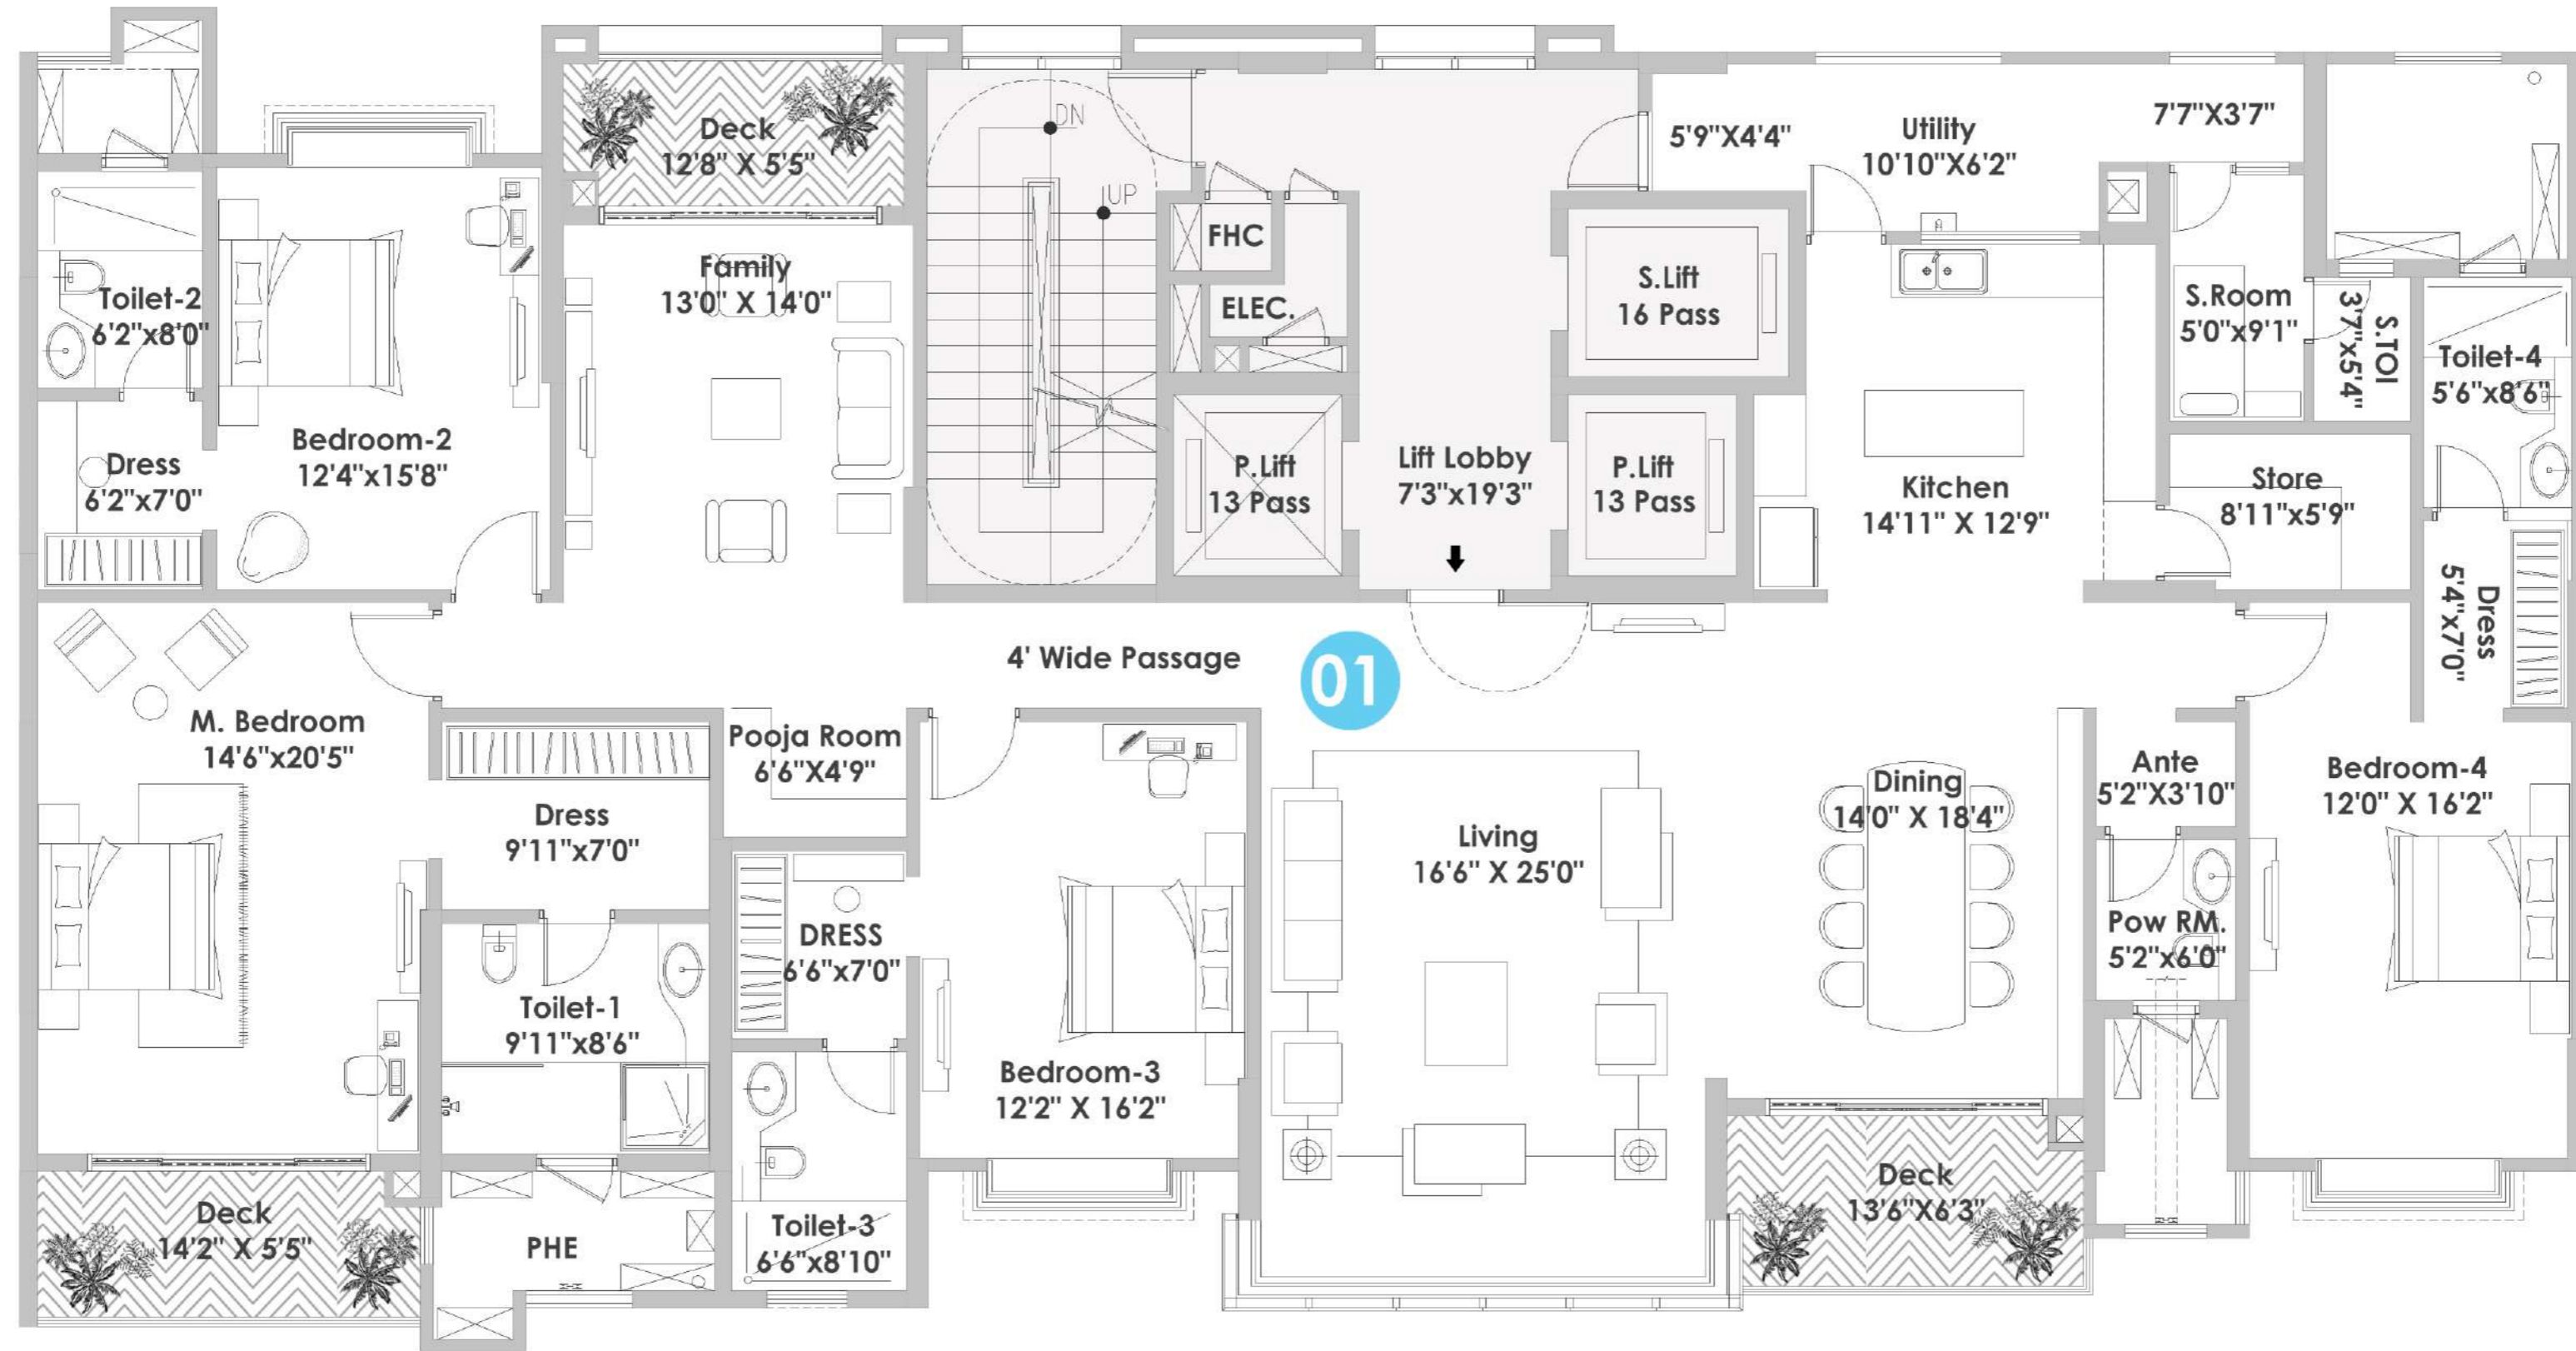 DN
UP
Deck
12'8" X 5'5"
5'9"X4'4"
Utility
10'10"X6'2"
7'7"X3'7"
Toilet-2
6'2"x8'0"
Family
13'0" X 14'0"
FHC
ELEC.
S.Lift
16 Pass
S.Room
5'0"x9'1"
S.TOI
3'7"x5'4"
Toilet-4
5'6"x8'6"
Dress
6'2"x7'0"
Bedroom-2
12'4"x15'8"
P.Lift
13 Pass
Lift Lobby
7'3"x19'3"
P.Lift
13 Pass
Kitchen
14'11" X 12'9"
Store
8'11"x5'9"
Dress
5'4"x7'0"
4' Wide Passage
01
M. Bedroom
14'6"x20'5"
Pooja Room
6'6"X4'9"
Dress
9'11"x7'0"
Living
16'6" X 25'0"
Dining
14'0" X 18'4"
Ante
5'2"X3'10"
Bedroom-4
12'0" X 16'2"
DRESS
6'6"x7'0"
Pow RM.
5'2"x6'0"
Toilet-1
9'11"x8'6"
Bedroom-3
12'2" X 16'2"
Deck
14'2" X 5'5"
PHE
Toilet-3
6'6"x8'10"
Deck
13'6"X6'3"